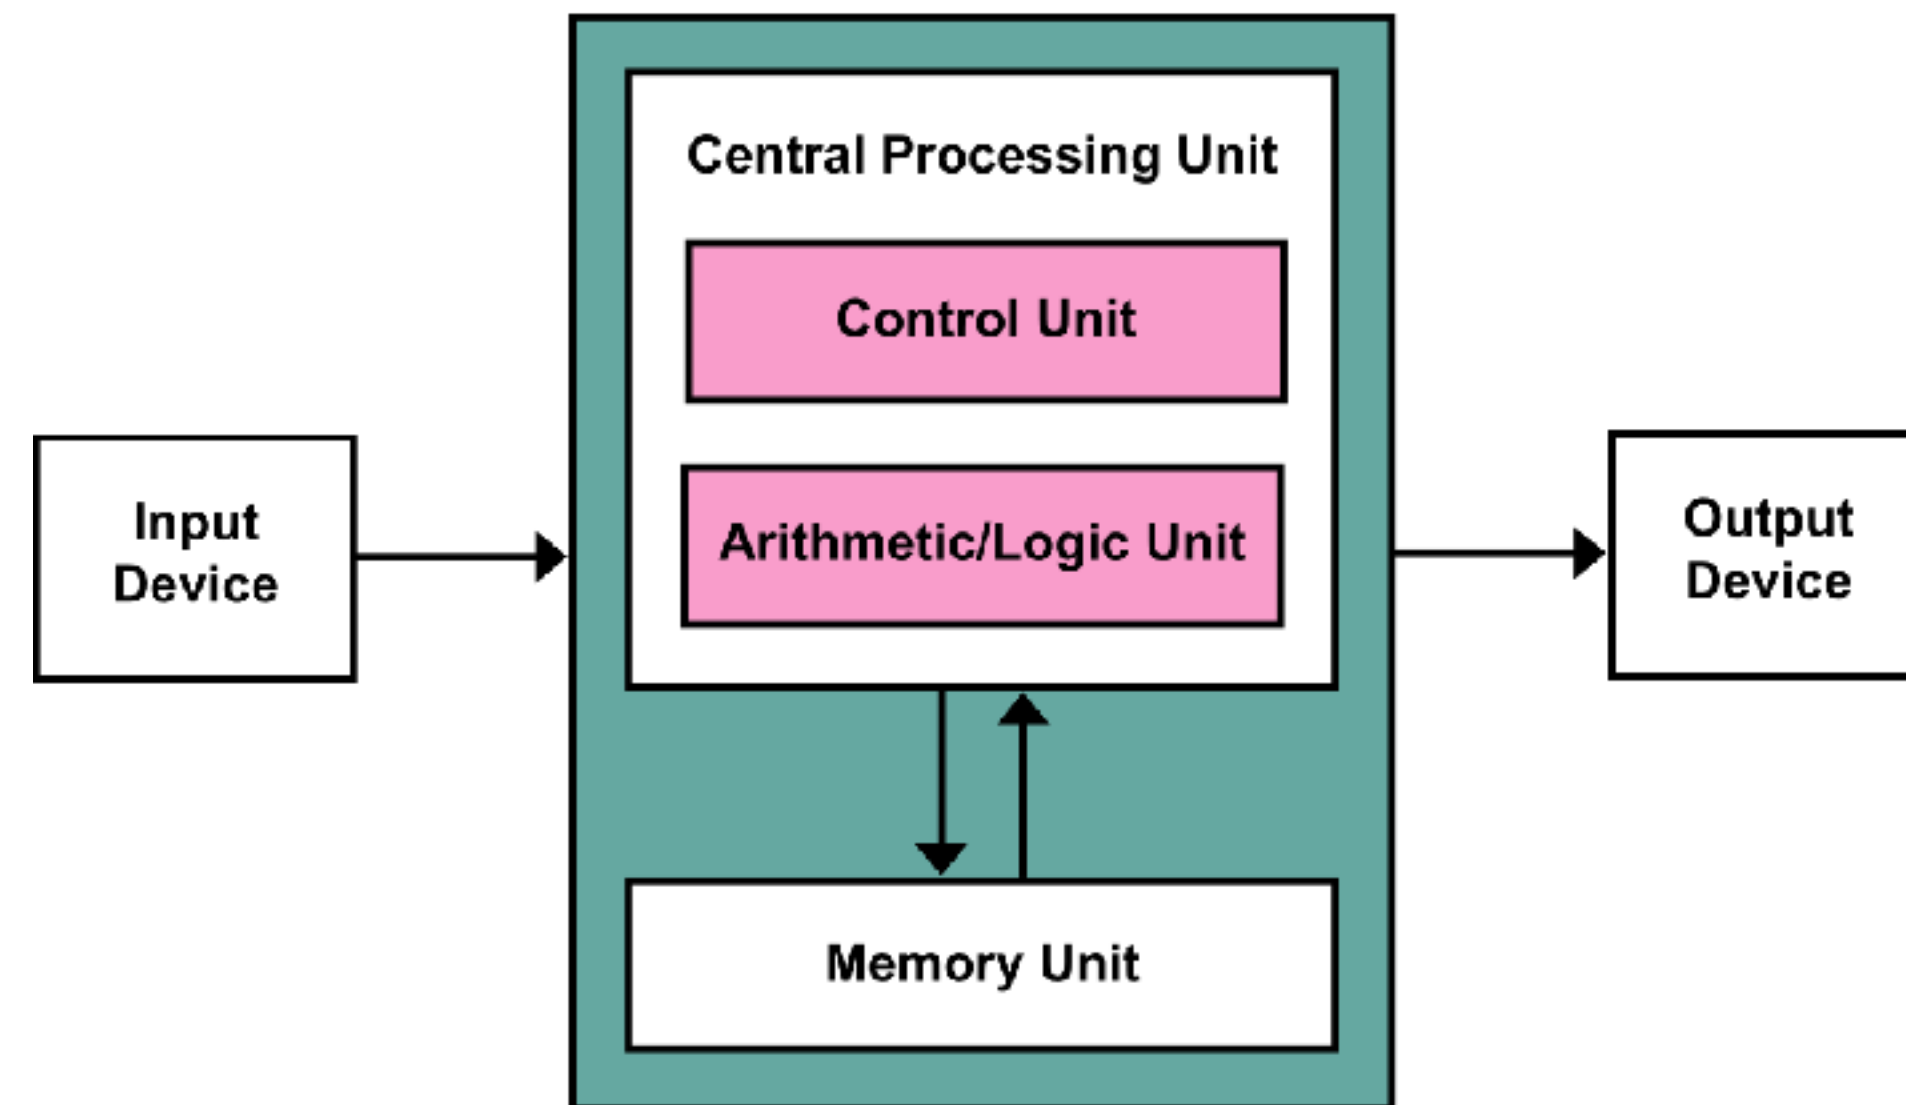 Central Processing Unit
Control Unit
Arithmetic/Logic Unit
Input
Device
Output
Device
Memory Unit